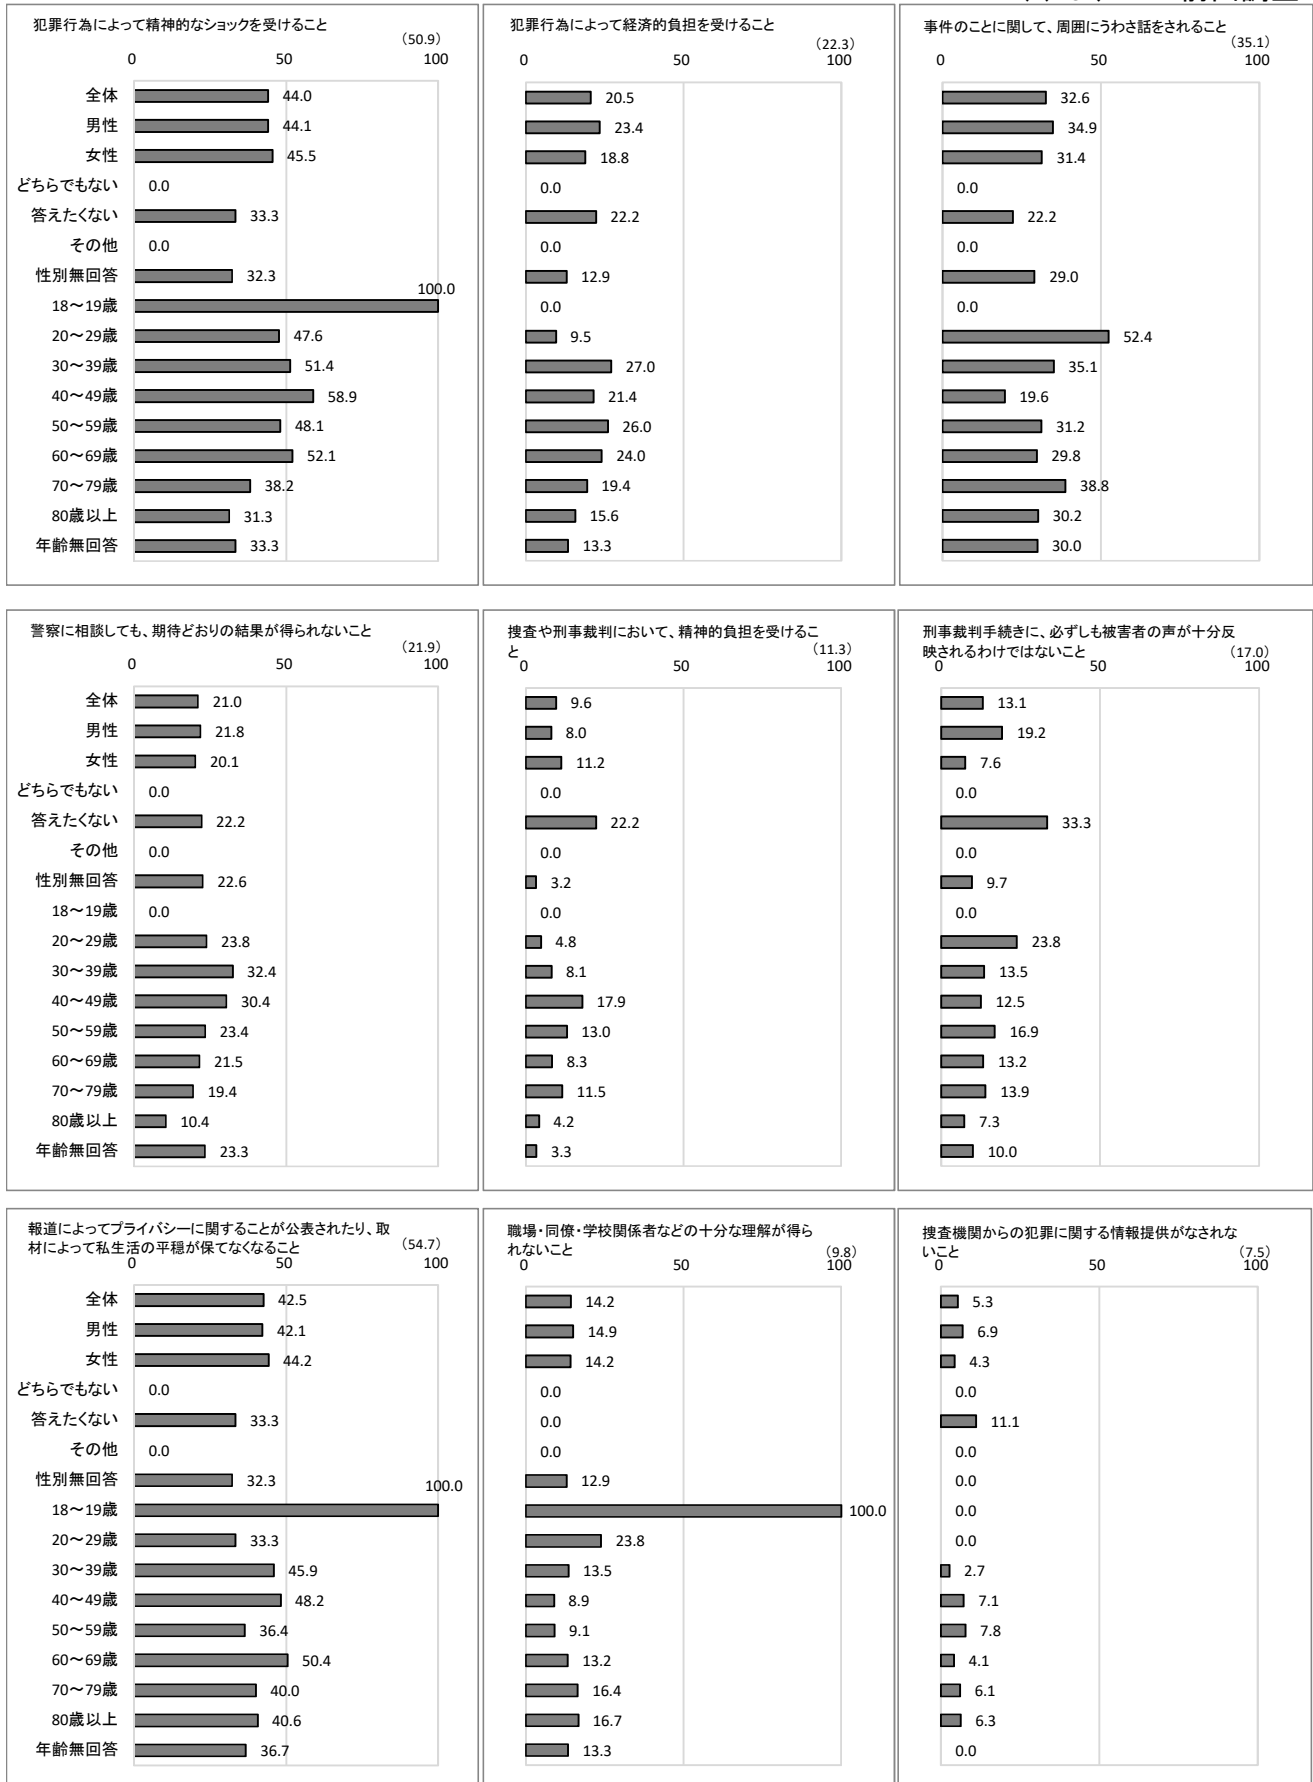 犯罪行為によって精神的なショックを受けること
(50.9)
0 50 100
全体 44.0
男性 44.1
女性 45.5
どちらでもない 0.0
答えたくない 33.3
その他 0.0
性別無回答 32.3
18～19歳 100.0
20～29歳 47.6
30～39歳 51.4
40～49歳 58.9
50～59歳 48.1
60～69歳 52.1
70～79歳 38.2
80歳以上 31.3
年齢無回答 33.3
犯罪行為によって経済的負担を受けること
(22.3)
0 50 100
20.5
23.4
18.8
0.0
22.2
0.0
12.9
0.0
9.5
27.0
21.4
26.0
24.0
19.4
15.6
13.3
事件のことに関して、周囲にうわさ話をされること
(35.1)
0 50 100
32.6
34.9
31.4
0.0
22.2
0.0
29.0
0.0
52.4
35.1
19.6
31.2
29.8
38.8
30.2
30.0
警察に相談しても、期待どおりの結果が得られないこと
(21.9)
0 50 100
全体 21.0
男性 21.8
女性 20.1
どちらでもない 0.0
答えたくない 22.2
その他 0.0
性別無回答 22.6
18～19歳 0.0
20～29歳 23.8
30～39歳 32.4
40～49歳 30.4
50～59歳 23.4
60～69歳 21.5
70～79歳 19.4
80歳以上 10.4
年齢無回答 23.3
捜査や刑事裁判において、精神的負担を受けるこ
と
(11.3)
0 50 100
9.6
8.0
11.2
0.0
22.2
0.0
3.2
0.0
4.8
8.1
17.9
13.0
8.3
11.5
4.2
3.3
刑事裁判手続きに、必ずしも被害者の声が十分反
映されるわけではないこと
(17.0)
0 50 100
13.1
19.2
7.6
0.0
33.3
0.0
9.7
0.0
23.8
13.5
12.5
16.9
13.2
13.9
7.3
10.0
報道によってプライバシーに関することが公表されたり、取
材によって私生活の平穏が保てなくなること
(54.7)
0 50 100
全体 42.5
男性 42.1
女性 44.2
どちらでもない 0.0
答えたくない 33.3
その他 0.0
性別無回答 32.3
18～19歳 100.0
20～29歳 33.3
30～39歳 45.9
40～49歳 48.2
50～59歳 36.4
60～69歳 50.4
70～79歳 40.0
80歳以上 40.6
年齢無回答 36.7
職場・同僚・学校関係者などの十分な理解が得ら
れないこと
(9.8)
0 50 100
14.2
14.9
14.2
0.0
0.0
0.0
12.9
100.0
23.8
13.5
8.9
9.1
13.2
16.4
16.7
13.3
捜査機関からの犯罪に関する情報提供がなされな
いこと
(7.5)
0 50 100
5.3
6.9
4.3
0.0
11.1
0.0
0.0
0.0
0.0
2.7
7.1
7.8
4.1
6.1
6.3
0.0